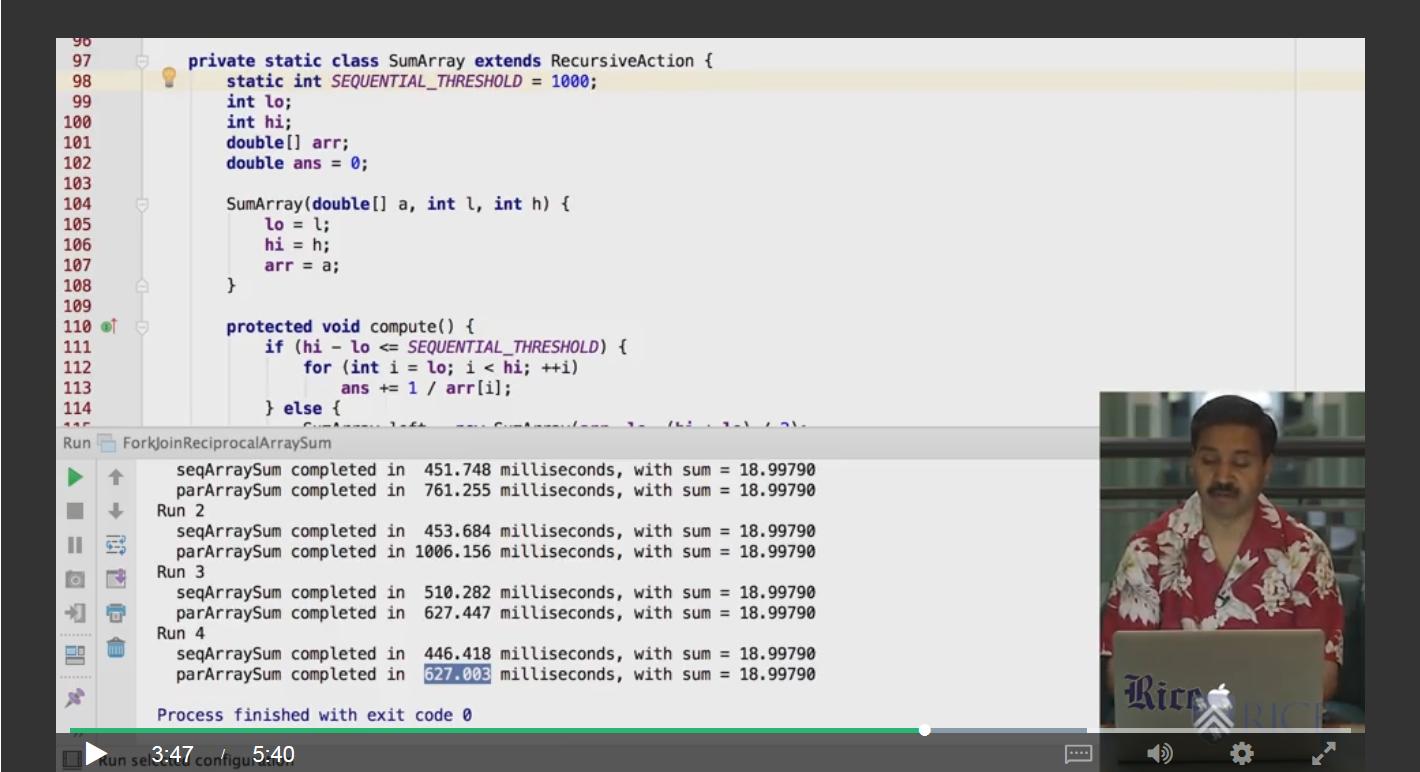 96
97 private static class SumArray extends RecursiveAction {
98 static int SEQUENTIAL_THRESHOLD = 1000;
99 int lo;
100 int hi;
101 double[] arr;
102 double ans = 0;
103
104 SumArray(double[] a, int l, int h) {
105 lo = l;
106 hi = h;
107 arr = a;
108 }
109
110 protected void compute() {
111 if (hi - lo <= SEQUENTIAL_THRESHOLD) {
112 for (int i = lo; i < hi; ++i)
113 ans += 1 / arr[i];
114 } else {
Run ForkJoinReciprocalArraySum
seqArraySum completed in 451.748 milliseconds, with sum = 18.99790
parArraySum completed in 761.255 milliseconds, with sum = 18.99790
Run 2
seqArraySum completed in 453.684 milliseconds, with sum = 18.99790
parArraySum completed in 1006.156 milliseconds, with sum = 18.99790
Run 3
seqArraySum completed in 510.282 milliseconds, with sum = 18.99790
parArraySum completed in 627.447 milliseconds, with sum = 18.99790
Run 4
seqArraySum completed in 446.418 milliseconds, with sum = 18.99790
parArraySum completed in 627.003 milliseconds, with sum = 18.99790
Process finished with exit code 0
Rice
RICE
3:47 / 5:40
Run selected configuration